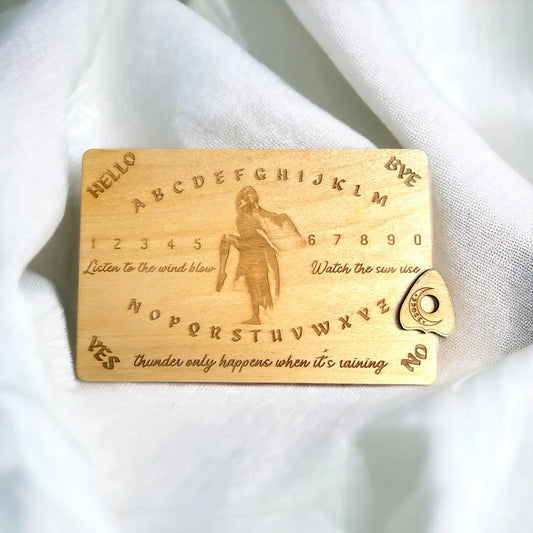 HELLO
BYE
A B C D E F G H I J K L M
1 2 3 4 5 6 7 8 9 0
Listen to the wind blow
Watch the sun rise
N O P Q R S T U V W X Y Z
YES
NO
thunder only happens when it's raining